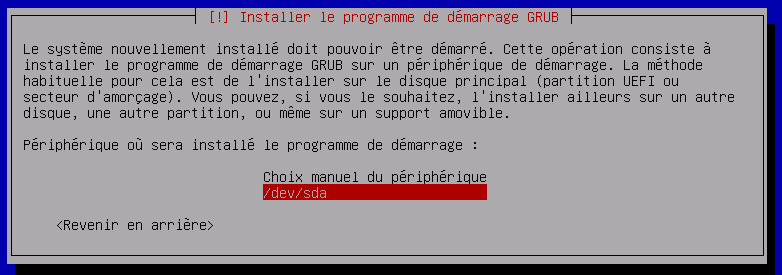 [!] Installer le programme de démarrage GRUB
Le système nouvellement installé doit pouvoir être démarré. Cette opération consiste à
installer le programme de démarrage GRUB sur un périphérique de démarrage. La méthode
habituelle pour cela est de l'installer sur le disque principal (partition UEFI ou
secteur d'amorçage). Vous pouvez, si vous le souhaitez, l'installer ailleurs sur un autre
disque, une autre partition, ou même sur un support amovible.
Périphérique où sera installé le programme de démarrage :
Choix manuel du périphérique
/dev/sda
<Revenir en arrière>